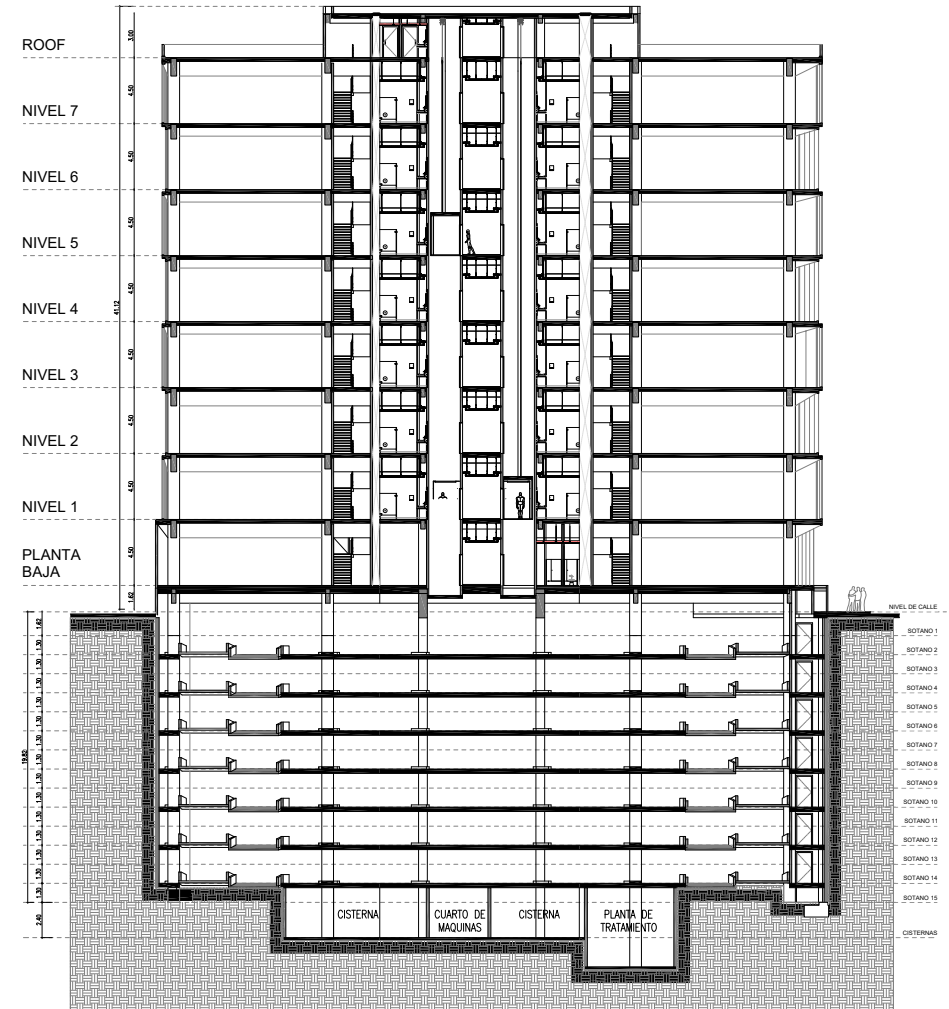 ROOF
NIVEL 7
NIVEL 6
NIVEL 5
NIVEL 4
NIVEL 3
NIVEL 2
NIVEL 1
PLANTA
BAJA
3.00
4.50
4.50
4.50
4.50
4.50
4.50
4.50
4.50
1.62
41.12
NIVEL DE CALLE
SOTANO 1
SOTANO 2
SOTANO 3
SOTANO 4
SOTANO 5
SOTANO 6
SOTANO 7
SOTANO 8
SOTANO 9
SOTANO 10
SOTANO 11
SOTANO 12
SOTANO 13
SOTANO 14
SOTANO 15
CISTERNAS
1.62
1.30
1.30
1.30
1.30
1.30
1.30
1.30
1.30
1.30
1.30
1.30
1.30
1.30
1.30
2.40
19.82
CISTERNA
CUARTO DE
MAQUINAS
CISTERNA
PLANTA DE
TRATAMIENTO